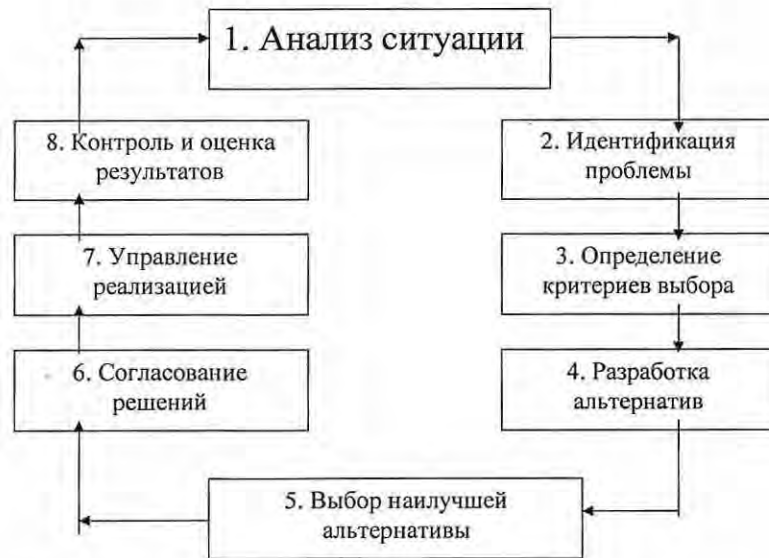 1. Анализ ситуации
2. Идентификация
проблемы
3. Определение
критериев выбора
4. Разработка
альтернатив
5. Выбор наилучшей
альтернативы
6. Согласование
решений
7. Управление
реализацией
8. Контроль и оценка
результатов